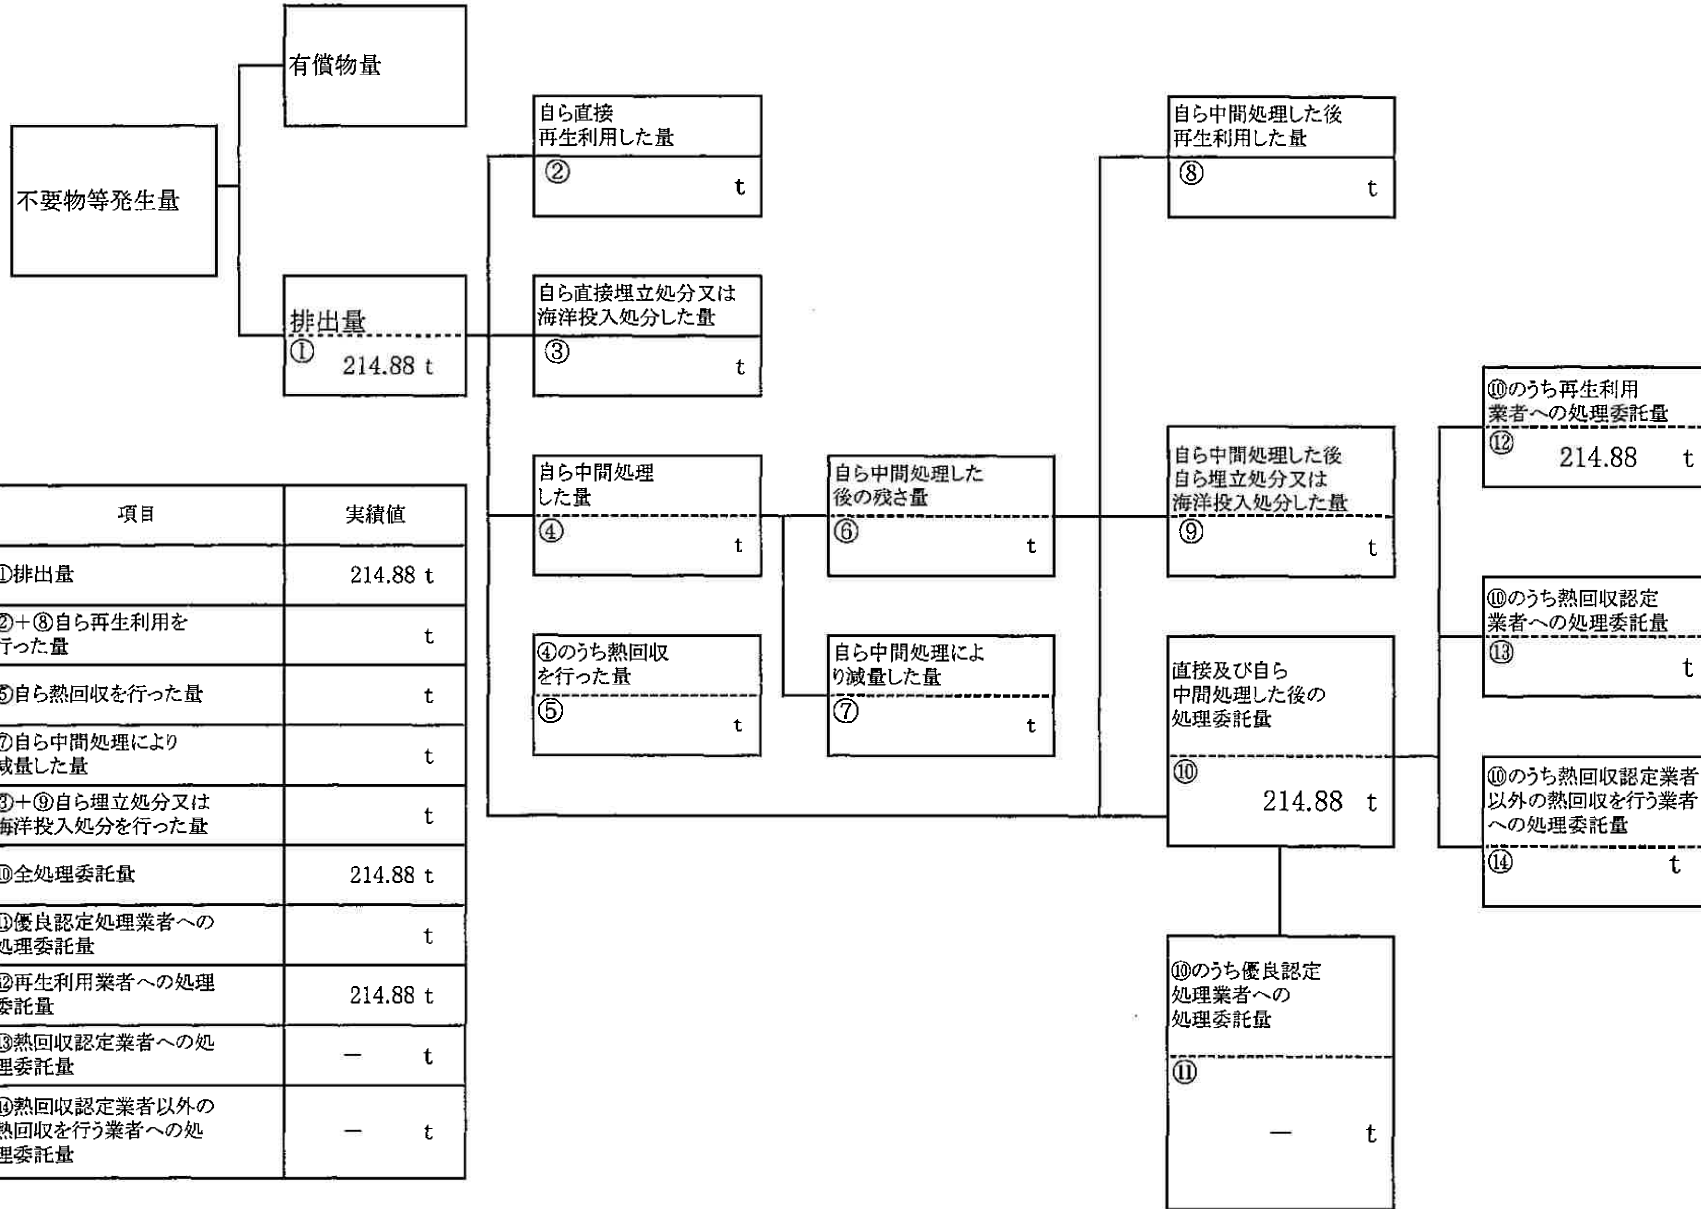 有償物量
不要物等発生量
排出量
①
214.88 t
自ら直接
再生利用した量
②
t
自ら直接埋立処分又は
海洋投入処分した量
③
t
自ら中間処理
した量
④
t
④のうち熱回収
を行った量
⑤
t
自ら中間処理した
後の残さ量
⑥
t
自ら中間処理によ
り減量した量
⑦
t
自ら中間処理した後
再生利用した量
⑧
t
自ら中間処理した後
自ら埋立処分又は
海洋投入処分した量
⑨
t
直接及び自ら
中間処理した後の
処理委託量
⑩
214.88 t
⑩のうち優良認定
処理業者への
処理委託量
⑪
－ t
⑩のうち再生利用
業者への処理委託量
⑫
214.88 t
⑩のうち熱回収認定
業者への処理委託量
⑬
t
⑩のうち熱回収認定業者
以外の熱回収を行う業者
への処理委託量
⑭
t
項目 実績値
①排出量 214.88 t
②＋⑧自ら再生利用を
行った量 t
⑤自ら熱回収を行った量 t
⑦自ら中間処理により
減量した量 t
③＋⑨自ら埋立処分又は
海洋投入処分を行った量 t
⑩全処理委託量 214.88 t
⑪優良認定処理業者への
処理委託量 t
⑫再生利用業者への処理
委託量 214.88 t
⑬熱回収認定業者への処
理委託量 － t
⑭熱回収認定業者以外の
熱回収を行う業者への処
理委託量 － t